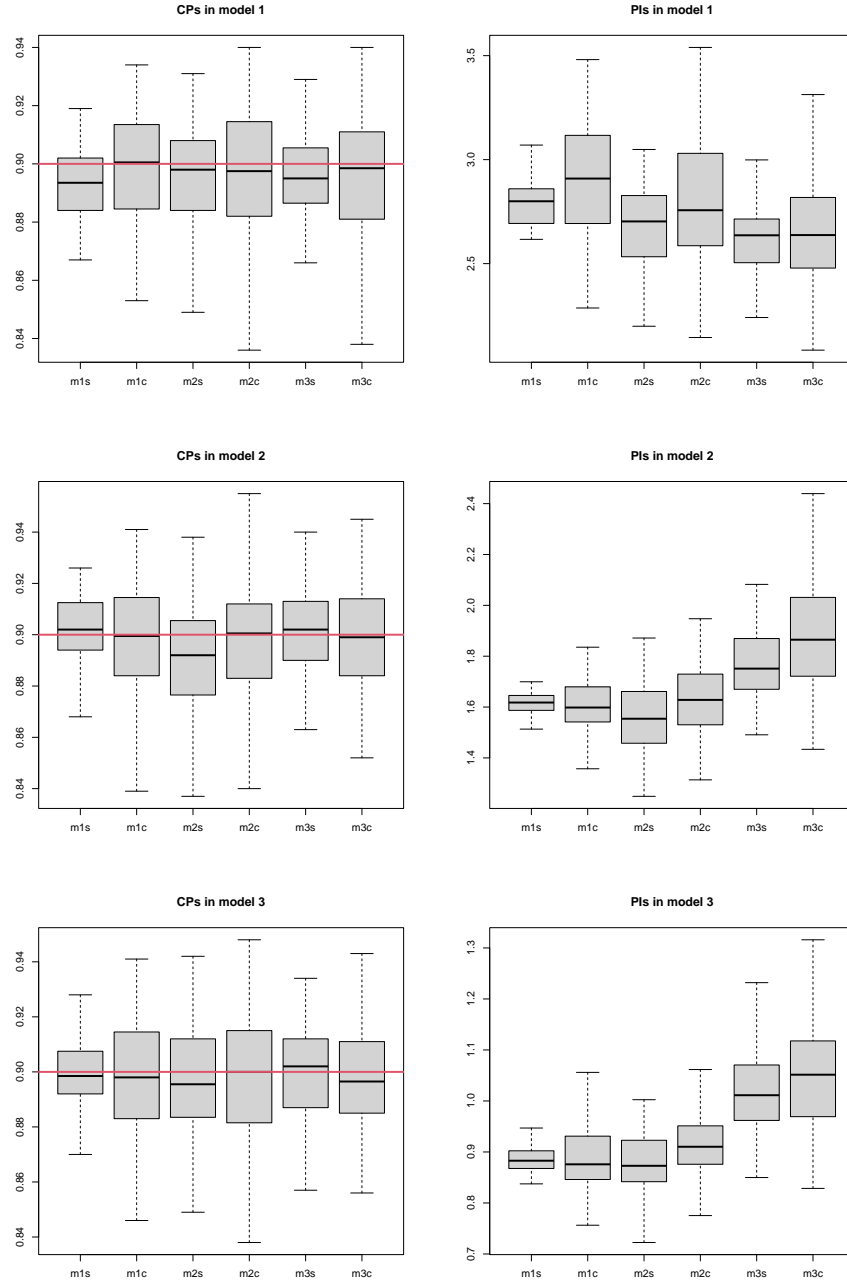 CPs in model 1
0.84 0.86 0.88 0.90 0.92 0.94
m1s m1c m2s m2c m3s m3c
PIs in model 1
2.5 3.0 3.5
m1s m1c m2s m2c m3s m3c
CPs in model 2
0.84 0.86 0.88 0.90 0.92 0.94
m1s m1c m2s m2c m3s m3c
PIs in model 2
1.4 1.6 1.8 2.0 2.2 2.4
m1s m1c m2s m2c m3s m3c
CPs in model 3
0.84 0.86 0.88 0.90 0.92 0.94
m1s m1c m2s m2c m3s m3c
PIs in model 3
0.7 0.8 0.9 1.0 1.1 1.2 1.3
m1s m1c m2s m2c m3s m3c